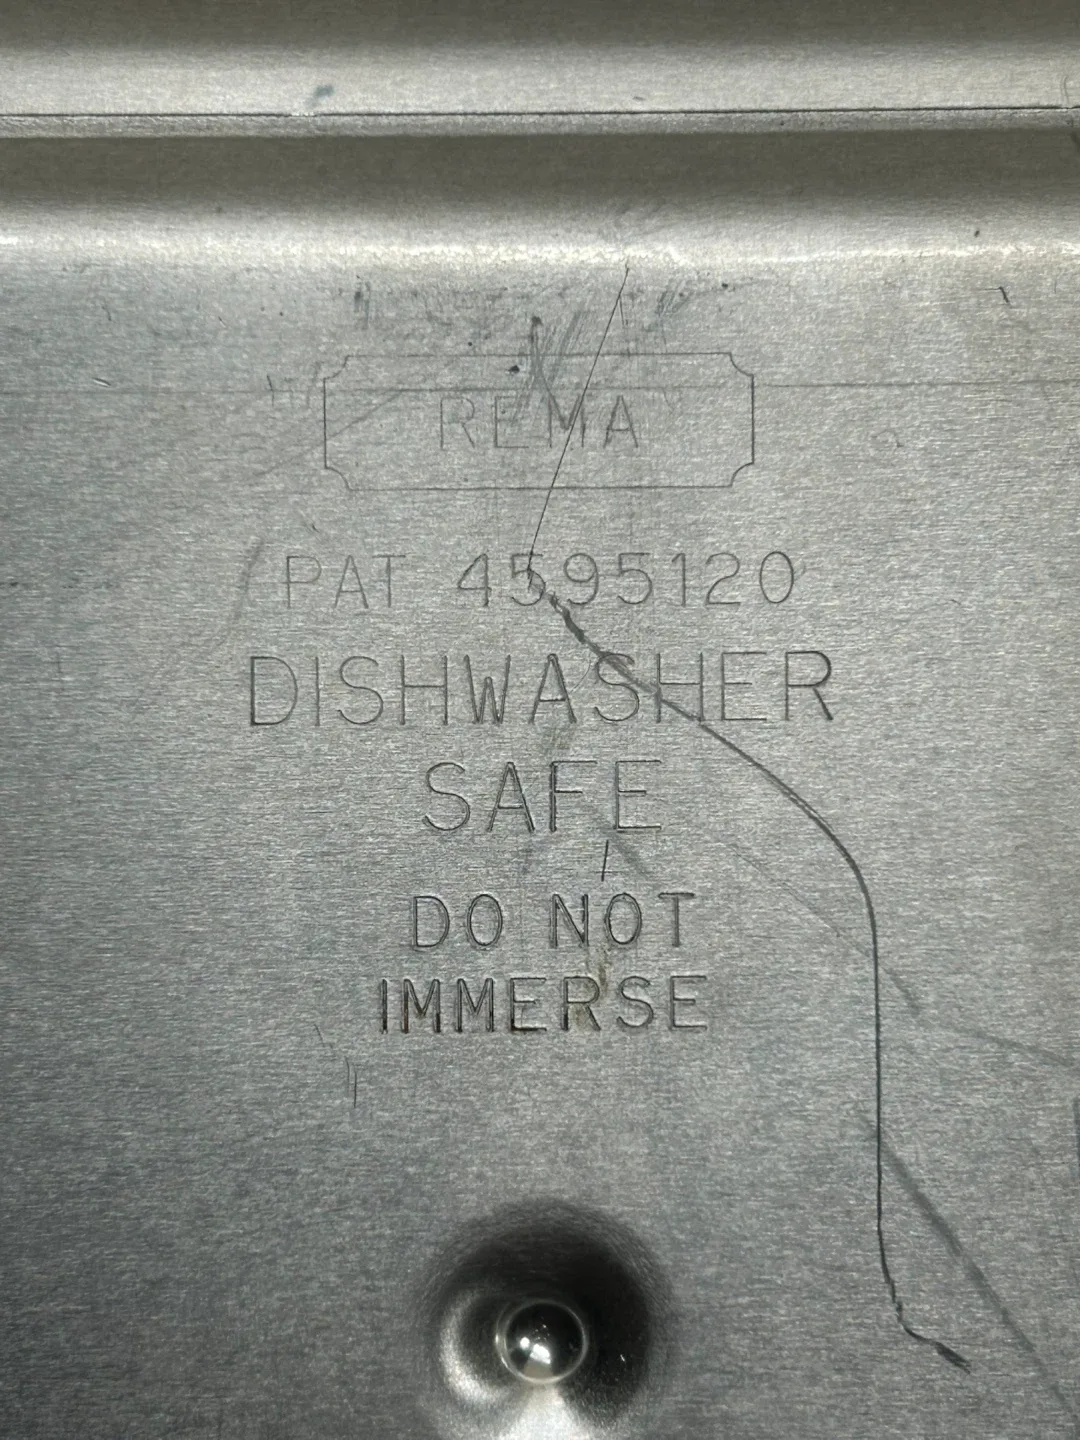 REMA
PAT 4595120
DISHWASHER
SAFE
DO NOT
IMMERSE